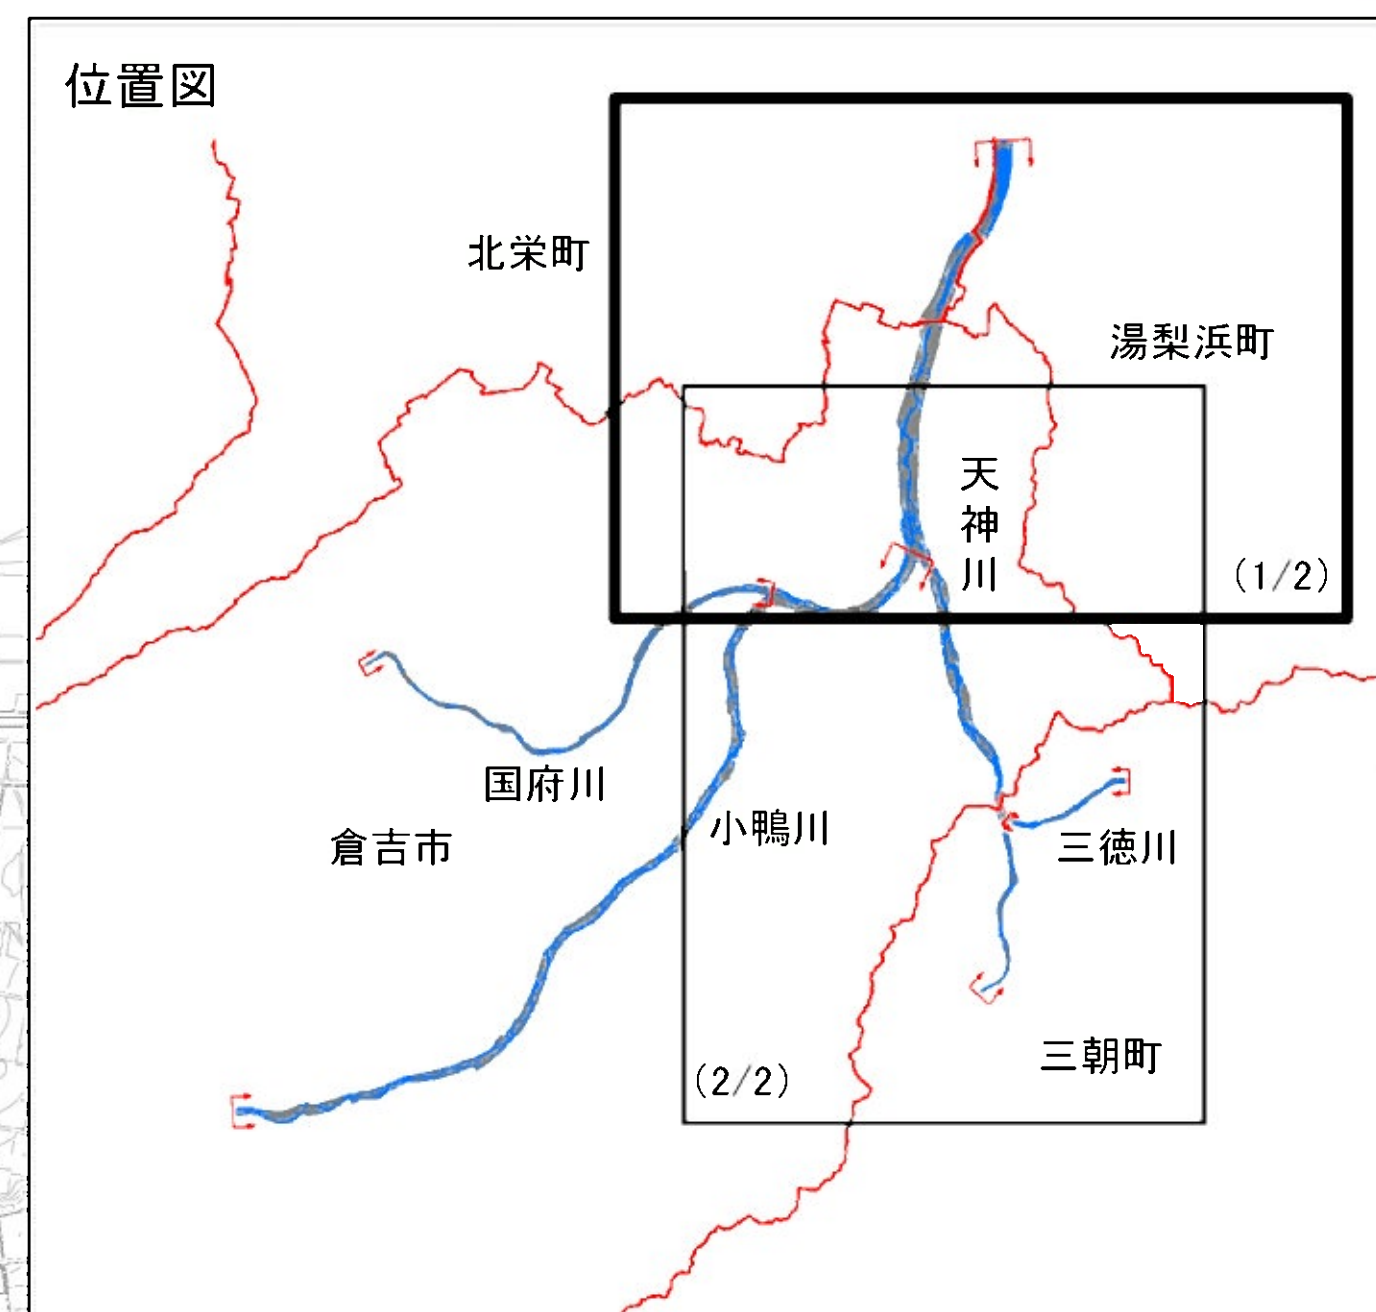 位置図
北栄町
湯梨浜町
天神川
(1/2)
国府川
小鴨川
倉吉市
三徳川
三朝町
(2/2)